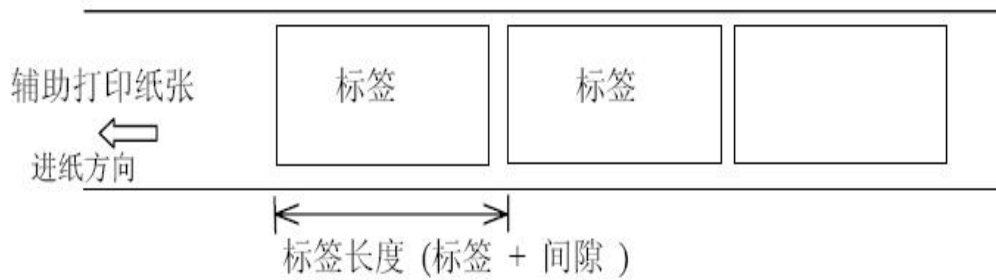 标签
标签
辅助打印纸张
进纸方向
标签长度 (标签 + 间隙 )